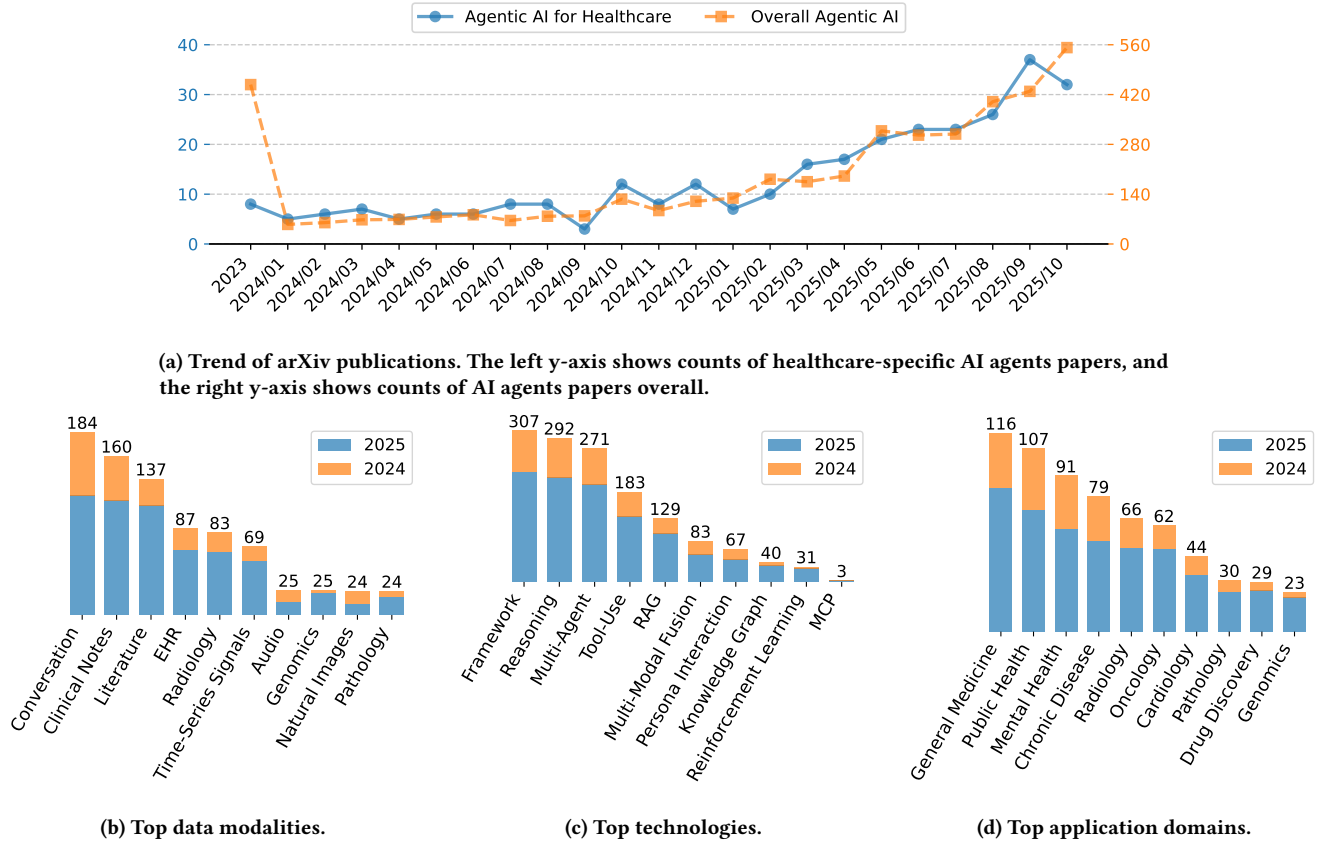 Agentic AI for Healthcare
Overall Agentic AI
40
30
20
10
0
560
420
280
140
0
2023
2024/01
2024/02
2024/03
2024/04
2024/05
2024/06
2024/07
2024/08
2024/09
2024/10
2024/11
2024/12
2025/01
2025/02
2025/03
2025/04
2025/05
2025/06
2025/07
2025/08
2025/09
2025/10
(a) Trend of arXiv publications. The left y-axis shows counts of healthcare-specific AI agents papers, and
the right y-axis shows counts of AI agents papers overall.
184
160
137
87
83
69
25
25
24
24
2025
2024
Conversation
Clinical Notes
Literature
EHR
Radiology
Time-Series Signals
Audio
Genomics
Natural Images
Pathology
(b) Top data modalities.
307
292
271
183
129
83
67
40
31
3
2025
2024
Framework
Reasoning
Multi-Agent
Tool-Use
RAG
Multi-Modal Fusion
Persona Interaction
Knowledge Graph
Reinforcement Learning
MCP
(c) Top technologies.
116
107
91
79
66
62
44
30
29
23
2025
2024
General Medicine
Public Health
Mental Health
Chronic Disease
Radiology
Oncology
Cardiology
Pathology
Drug Discovery
Genomics
(d) Top application domains.